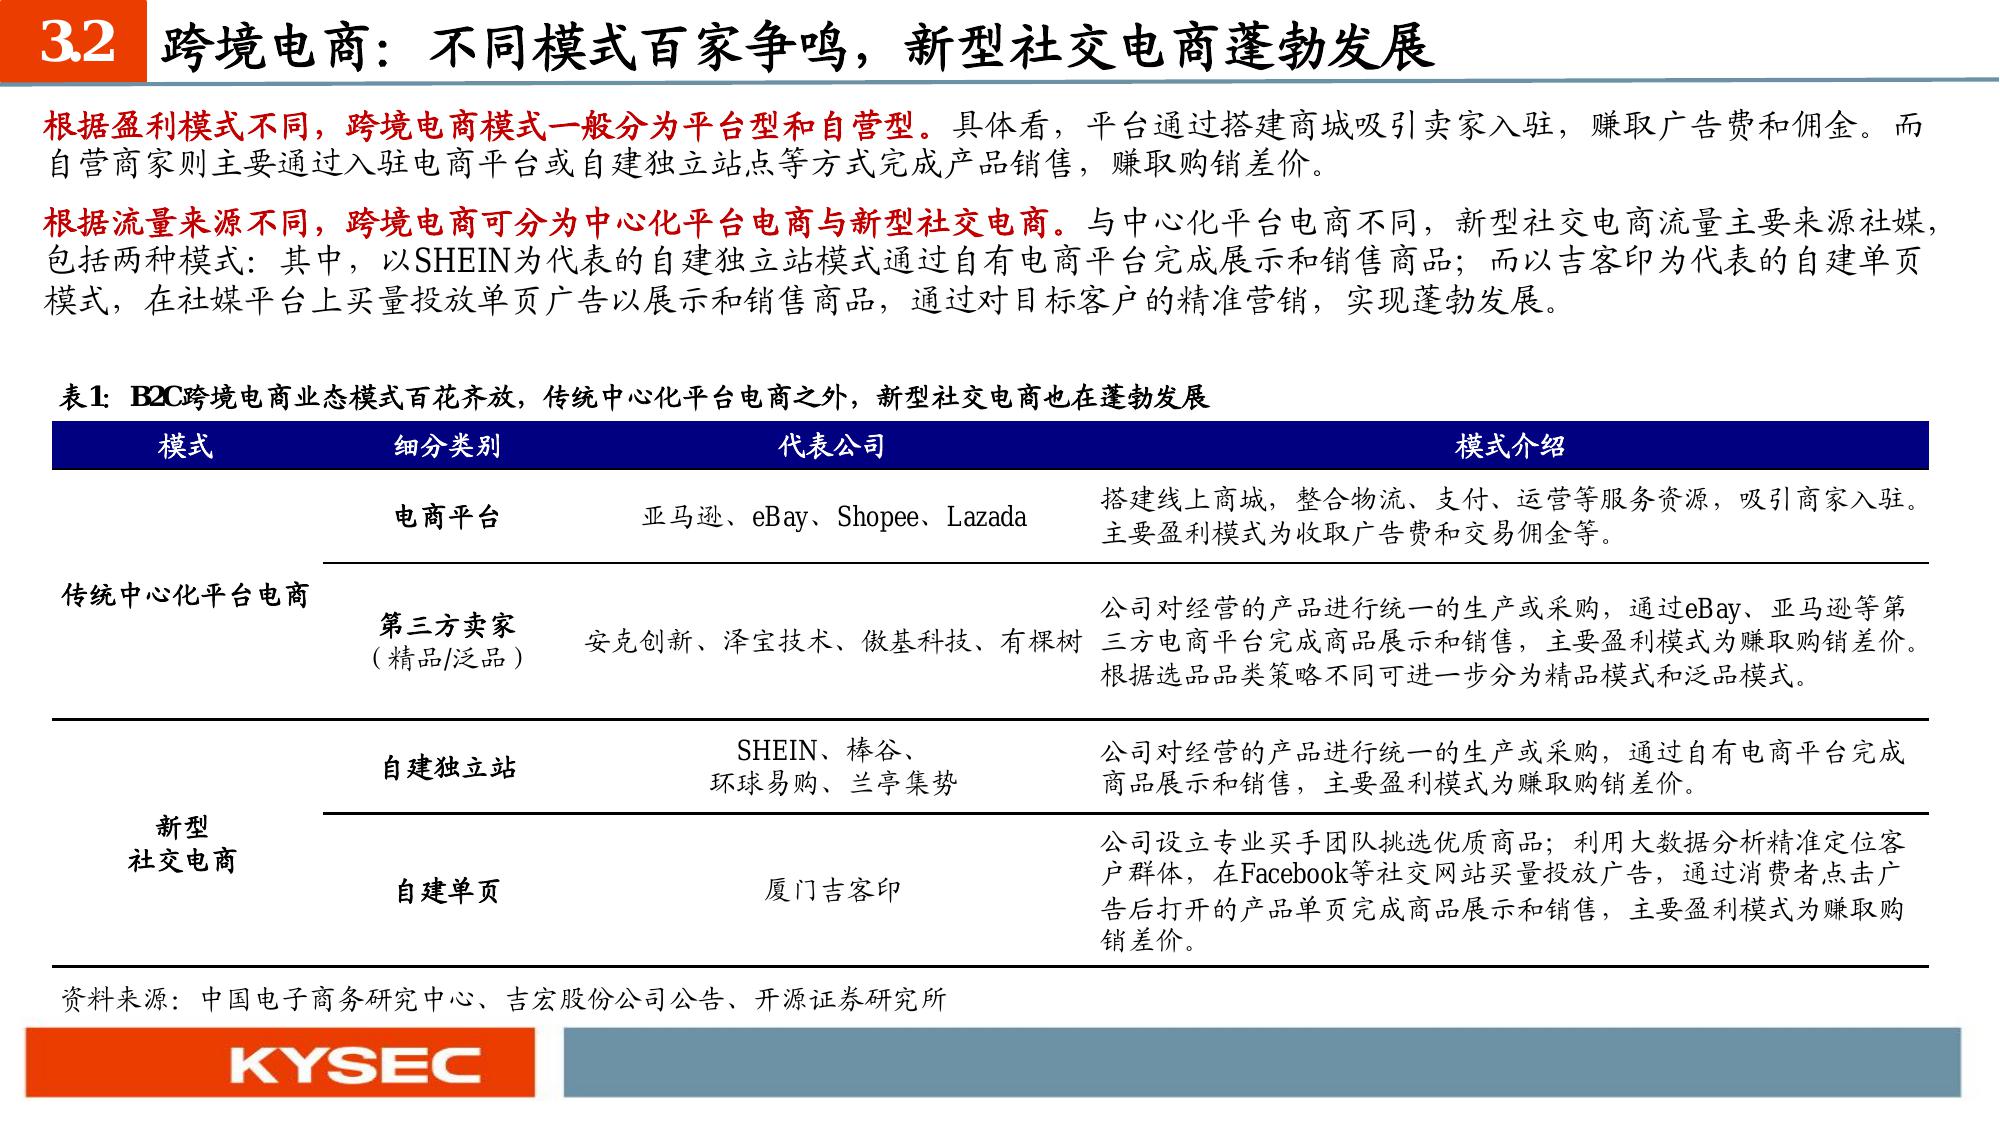 3.2 跨境电商：不同模式百家争鸣，新型社交电商蓬勃发展
根据盈利模式不同，跨境电商模式一般分为平台型和自营型。具体看，平台通过搭建商城吸引卖家入驻，赚取广告费和佣金。而
自营商家则主要通过入驻电商平台或自建独立站点等方式完成产品销售，赚取购销差价。
根据流量来源不同，跨境电商可分为中心化平台电商与新型社交电商。与中心化平台电商不同，新型社交电商流量主要来源社媒，
包括两种模式：其中，以SHEIN为代表的自建独立站模式通过自有电商平台完成展示和销售商品；而以吉客印为代表的自建单页
模式，在社媒平台上买量投放单页广告以展示和销售商品，通过对目标客户的精准营销，实现蓬勃发展。
表1：B2C跨境电商业态模式百花齐放，传统中心化平台电商之外，新型社交电商也在蓬勃发展
模式 细分类别 代表公司 模式介绍
传统中心化平台电商
电商平台
亚马逊、eBay、Shopee、Lazada
搭建线上商城，整合物流、支付、运营等服务资源，吸引商家入驻。
主要盈利模式为收取广告费和交易佣金等。
第三方卖家
（精品/泛品）
安克创新、泽宝技术、傲基科技、有棵树
公司对经营的产品进行统一的生产或采购，通过eBay、亚马逊等第
三方电商平台完成商品展示和销售，主要盈利模式为赚取购销差价。
根据选品品类策略不同可进一步分为精品模式和泛品模式。
新型
社交电商
自建独立站
SHEIN、棒谷、
环球易购、兰亭集势
公司对经营的产品进行统一的生产或采购，通过自有电商平台完成
商品展示和销售，主要盈利模式为赚取购销差价。
自建单页
厦门吉客印
公司设立专业买手团队挑选优质商品；利用大数据分析精准定位客
户群体，在Facebook等社交网站买量投放广告，通过消费者点击广
告后打开的产品单页完成商品展示和销售，主要盈利模式为赚取购
销差价。
资料来源：中国电子商务研究中心、吉宏股份公司公告、开源证券研究所
KYSEC